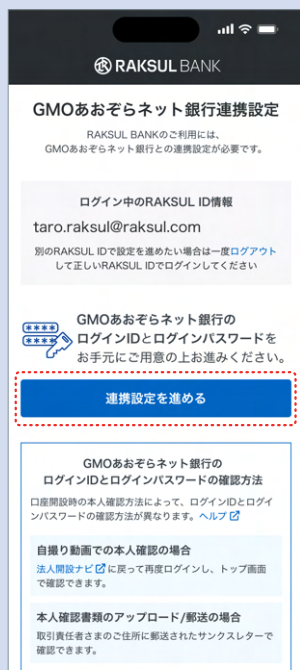 RAKSUL BANK
GMOあおぞらネット銀行連携設定
RAKSUL BANKのご利用には、
GMOあおぞらネット銀行との連携設定が必要です。
ログイン中のRAKSUL ID情報
taro.raksul@raksul.com
別のRAKSUL IDで設定を進めたい場合は一度ログアウト
して正しいRAKSUL IDでログインしてください
GMOあおぞらネット銀行の
ログインIDとログインパスワードを
お手元にご用意の上お進みください。
連携設定を進める
GMOあおぞらネット銀行の
ログインIDとログインパスワードの確認方法
口座開設時の本人確認方法によって、ログインIDとログイ
ンパスワードの確認方法が異なります。ヘルプ
自撮り動画での本人確認の場合
法人開設ナビに戻って再度ログインし、トップ画面
で確認できます。
本人確認書類のアップロード/郵送の場合
取引責任者さまのご住所に郵送されたサンクスレターで
確認できます。